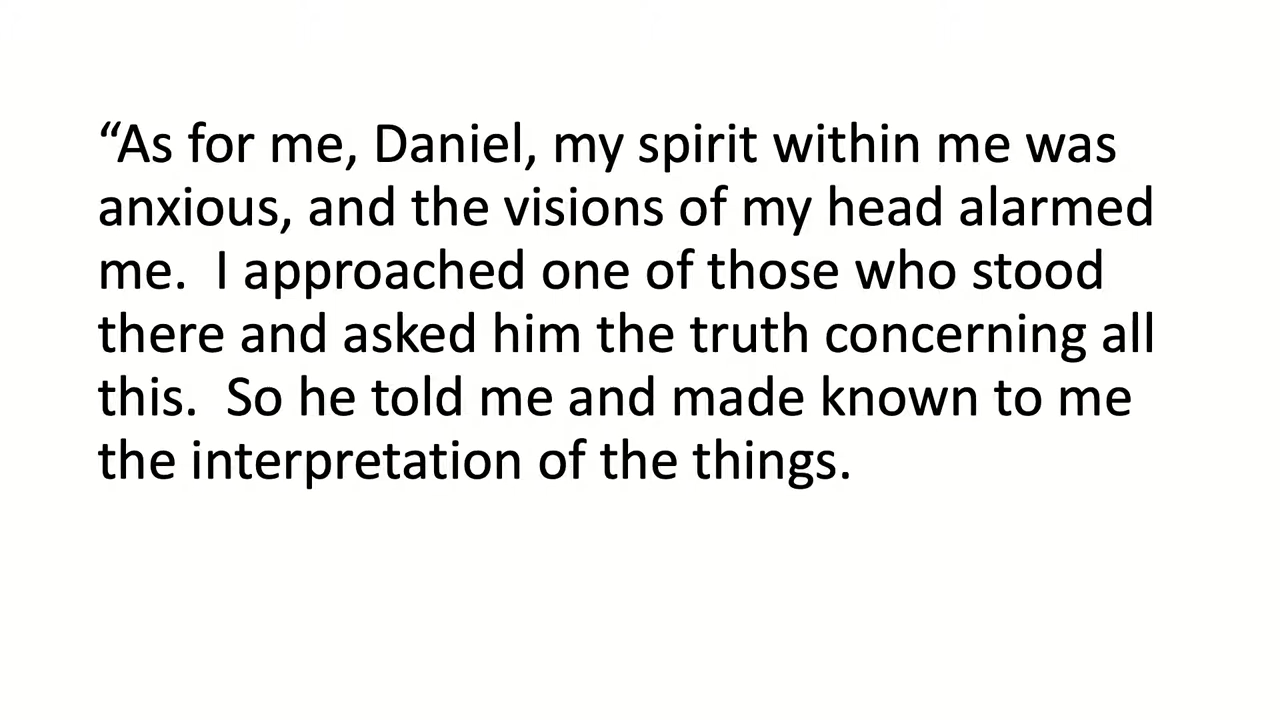 “As for me, Daniel, my spirit within me was
anxious, and the visions of my head alarmed
me.  I approached one of those who stood
there and asked him the truth concerning all
this.  So he told me and made known to me
the interpretation of the things.